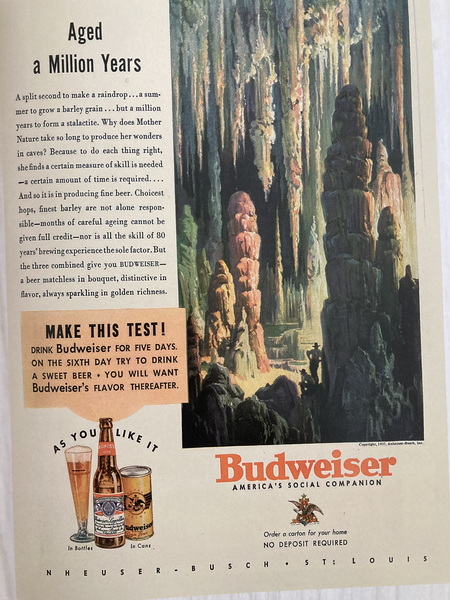 Aged
a Million Years
A split second to make a raindrop...a sum-
mer to grow a barley grain...but a million
years to form a stalactite. Why does Mother
Nature take so long to produce her wonders
in caves? Because to do each thing right,
she finds a certain measure of skill is needed
—a certain amount of time is required....
And so it is in producing fine beer. Choicest
hops, finest barley are not alone respon-
sible—months of careful ageing cannot be
given full credit—nor is all the skill of 80
years' brewing experience the sole factor. But
the three combined give you BUDWEISER—
a beer matchless in bouquet, distinctive in
flavor, always sparkling in golden richness.
MAKE THIS TEST!
DRINK Budweiser FOR FIVE DAYS.
ON THE SIXTH DAY TRY TO DRINK
A SWEET BEER • YOU WILL WANT
Budweiser's FLAVOR THEREAFTER.
AS YOU LIKE IT
Budweiser
In Bottles
In Cans
Copyright, 1937, Anheuser-Busch, Inc.
Budweiser
AMERICA'S SOCIAL COMPANION
Order a carton for your home
NO DEPOSIT REQUIRED
NHEUSER-BUSCH • ST. LOUIS